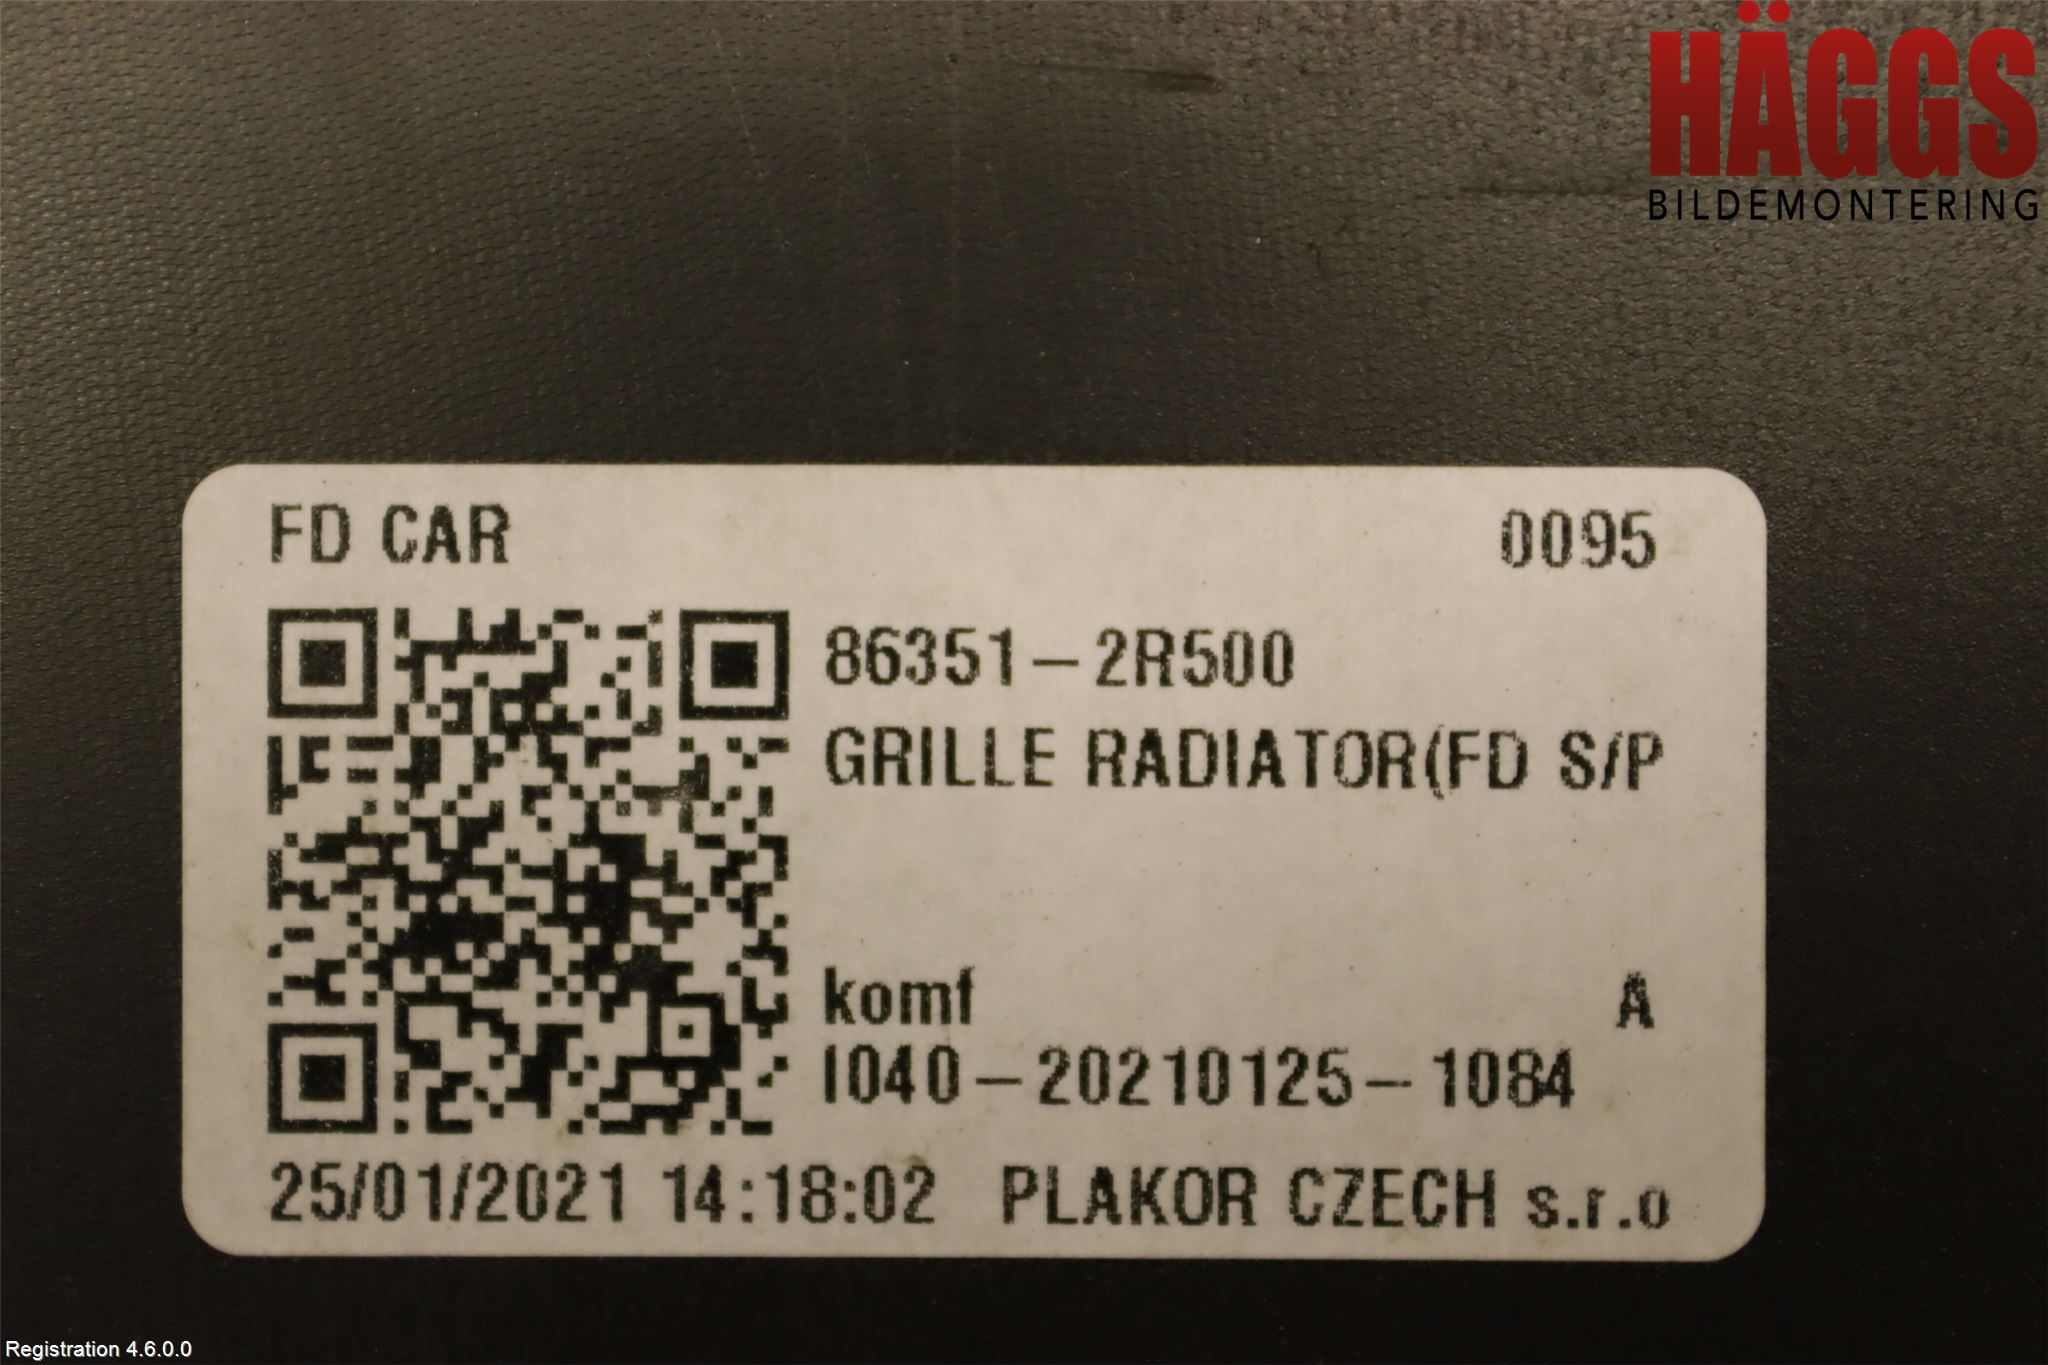 HÄGGS
BILDEMONTERING
FD CAR 0095
86351-2R500
GRILLE RADIATOR(FD S/P
komf A
I040-20210125-1084
25/01/2021 14:18:02 PLAKOR CZECH s.r.o
Registration 4.6.0.0